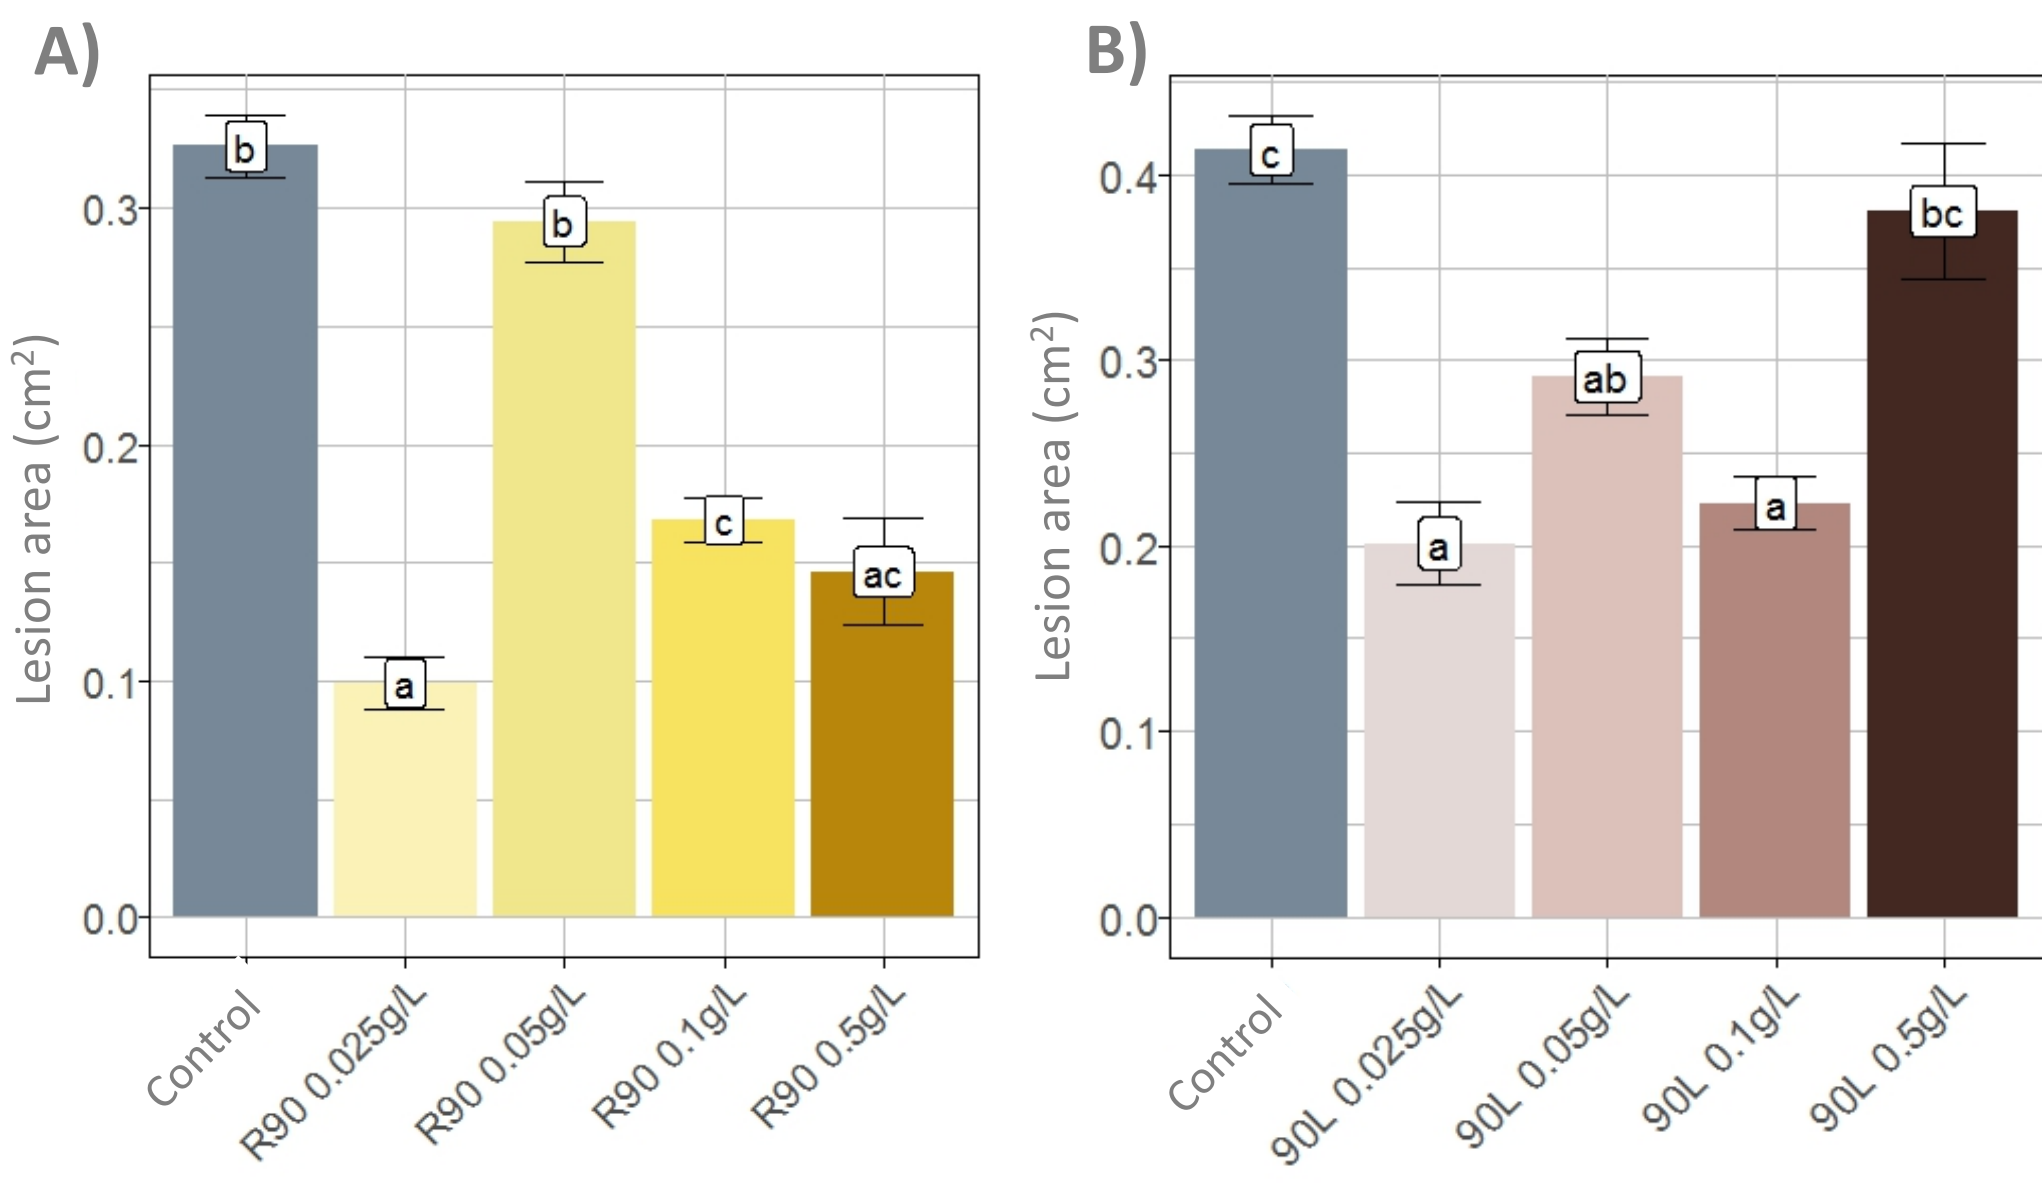 A)
Lesion area (cm²)
0.3
0.2
0.1
0.0
b
a
b
c
ac
Control
R90 0.025g/L
R90 0.05g/L
R90 0.1g/L
R90 0.5g/L
B)
Lesion area (cm²)
0.4
0.3
0.2
0.1
0.0
c
a
ab
a
bc
Control
90L 0.025g/L
90L 0.05g/L
90L 0.1g/L
90L 0.5g/L